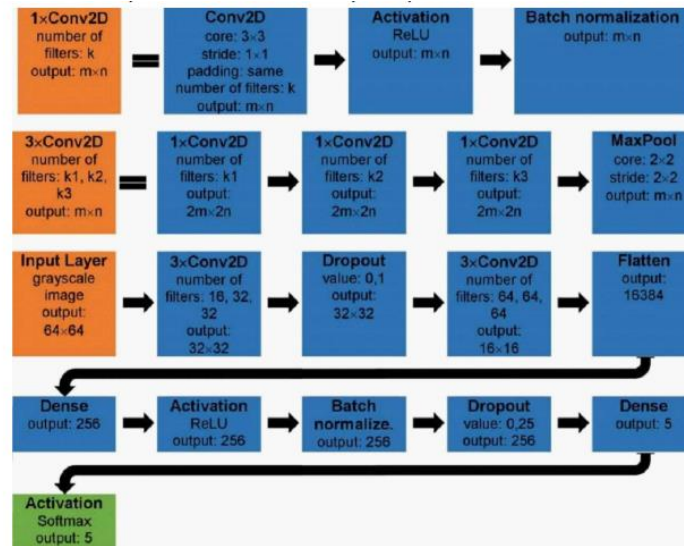 1×Conv2D
number of
filters: k
output: m×n
Conv2D
core: 3×3
stride: 1×1
padding: same
number of filters: k
output: m×n
Activation
ReLU
output: m×n
Batch normalization
output: m×n
3×Conv2D
number of
filters: k1, k2,
k3
output: m×n
1×Conv2D
number of
filters: k1
output:
2m×2n
1×Conv2D
number of
filters: k2
output:
2m×2n
1×Conv2D
number of
filters: k3
output:
2m×2n
MaxPool
core: 2×2
stride: 2×2
output: m×n
Input Layer
grayscale
image
output:
64×64
3×Conv2D
number of
filters: 16, 32,
32
output:
32×32
Dropout
value: 0,1
output:
32×32
3×Conv2D
number of
filters: 64, 64,
64
output:
16×16
Flatten
output:
16384
Dense
output: 256
Activation
ReLU
output: 256
Batch
normalize.
output: 256
Dropout
value: 0,25
output: 256
Dense
output: 5
Activation
Softmax
output: 5